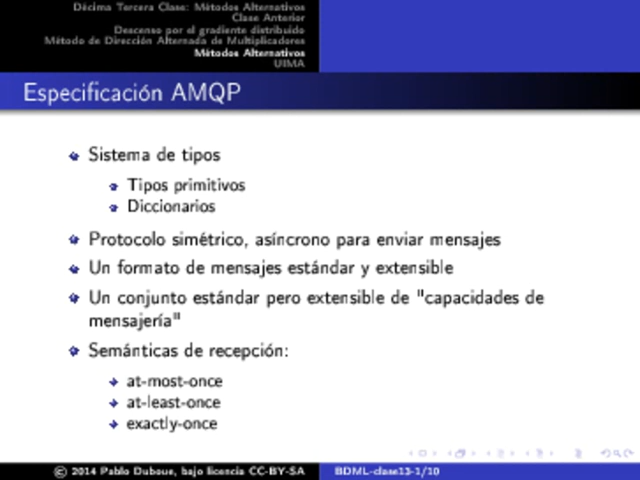 Décima Tercera Clase: Métodos Alternativos
Clase Anterior
Descenso por el gradiente distribuido
Método de Dirección Alternada de Multiplicadores
Métodos Alternativos
UIMA
Especificación AMQP
Sistema de tipos
Tipos primitivos
Diccionarios
Protocolo simétrico, asíncrono para enviar mensajes
Un formato de mensajes estándar y extensible
Un conjunto estándar pero extensible de "capacidades de
mensajería"
Semánticas de recepción:
at-most-once
at-least-once
exactly-once
© 2014 Pablo Duboue, bajo licencia CC-BY-SA
BDML-clase13-1/10